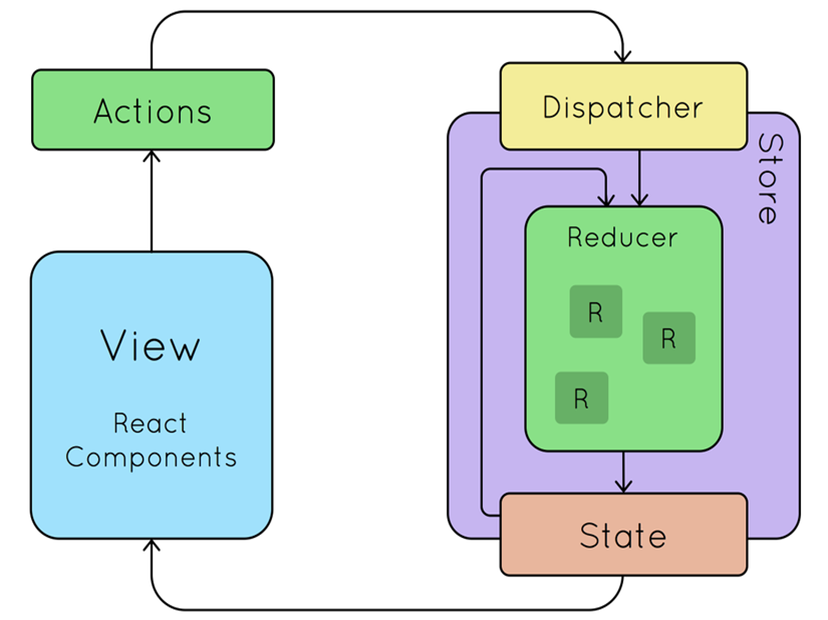 Actions
Dispatcher
Store
Reducer
R
R
R
View
React
Components
State